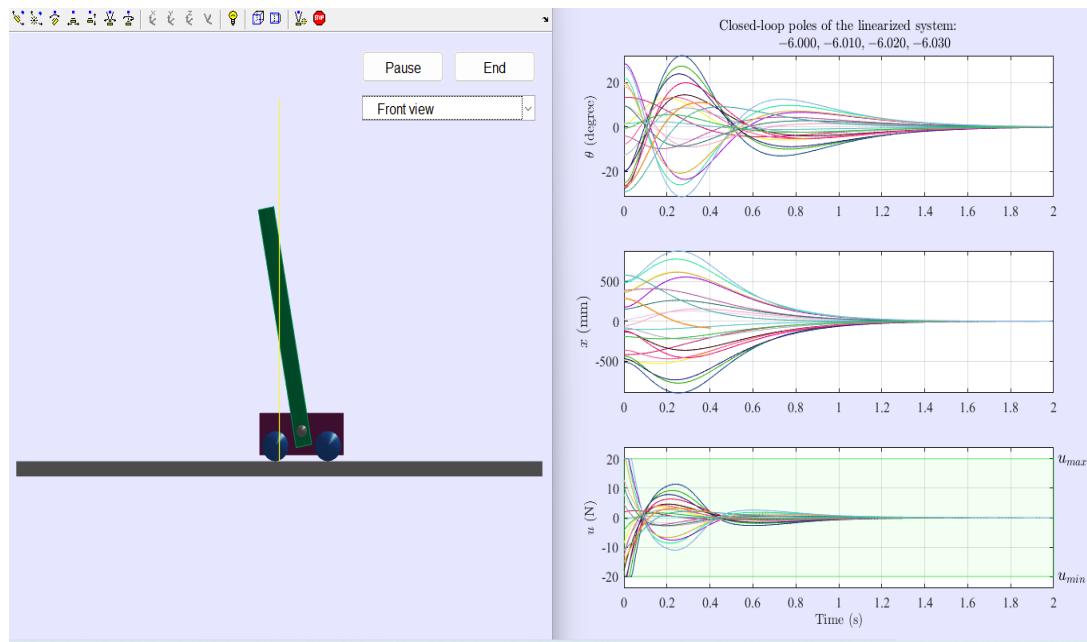 STOP
Pause
End
Front view
Closed-loop poles of the linearized system:
−6.000, −6.010, −6.020, −6.030
θ (degree)
20
0
-20
0 0.2 0.4 0.6 0.8 1 1.2 1.4 1.6 1.8 2
x (mm)
500
0
-500
0 0.2 0.4 0.6 0.8 1 1.2 1.4 1.6 1.8 2
u (N)
20
10
0
-10
-20
umax
umin
0 0.2 0.4 0.6 0.8 1 1.2 1.4 1.6 1.8 2
Time (s)